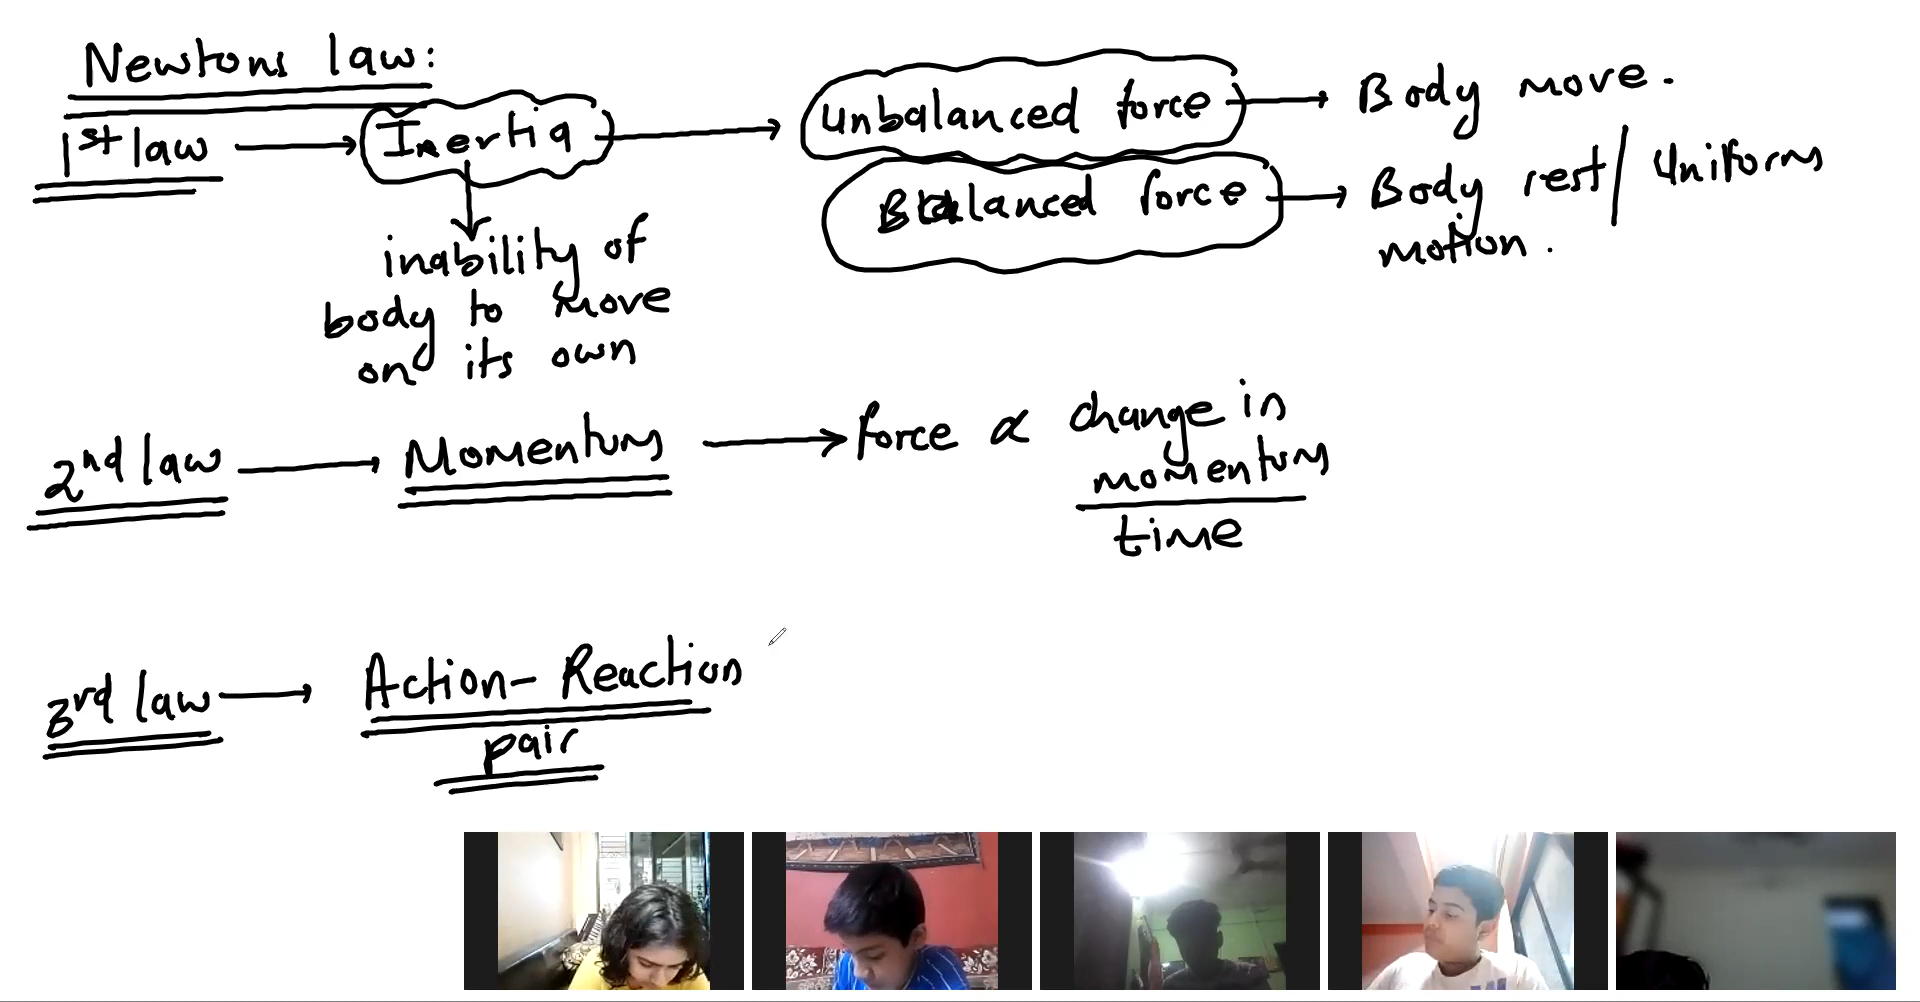 Newtons law:
1st law → Inertia → unbalanced force → Body move.
Balanced force → Body rest / uniform
motion.
inability of
body to move
on its own
2nd law → Momentum → force ∝ change in
momentum
time
3rd law → Action - Reaction
pair